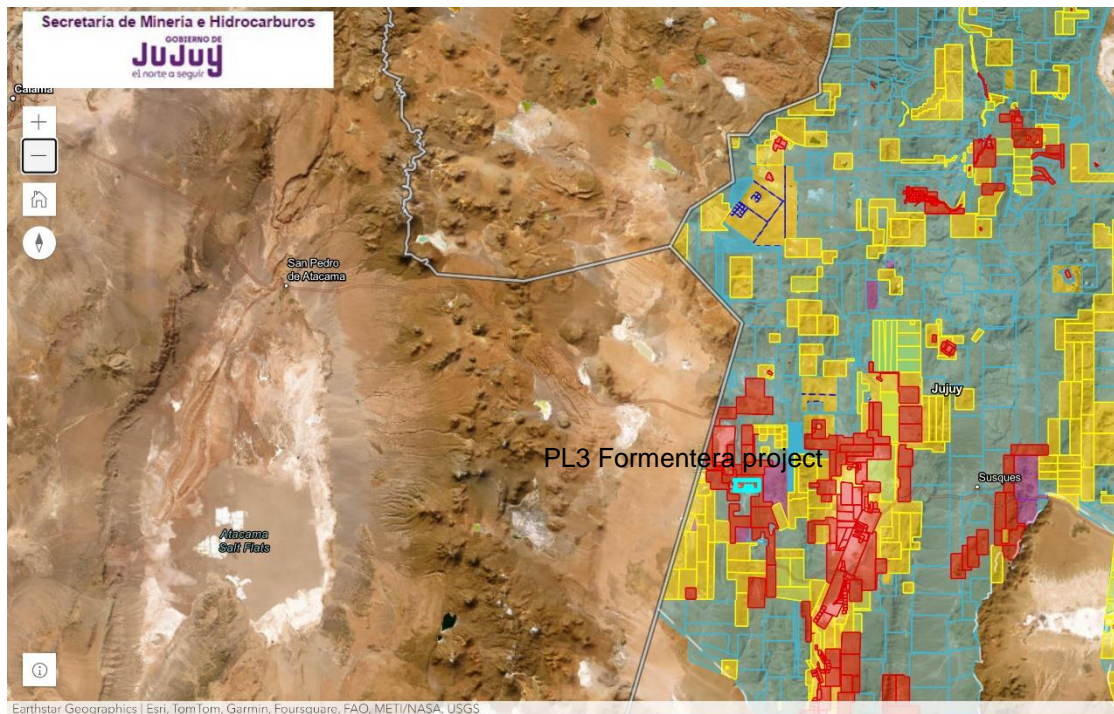 Secretaría de Minería e Hidrocarburos
GOBIERNO DE
Jujuy
el norte a seguir
Calama
San Pedro
de Atacama
Jujuy
PL3 Formentera project
Susques
Atacama
Salt Flats
Earthstar Geographics | Esri, TomTom, Garmin, Foursquare, FAO, METI/NASA, USGS